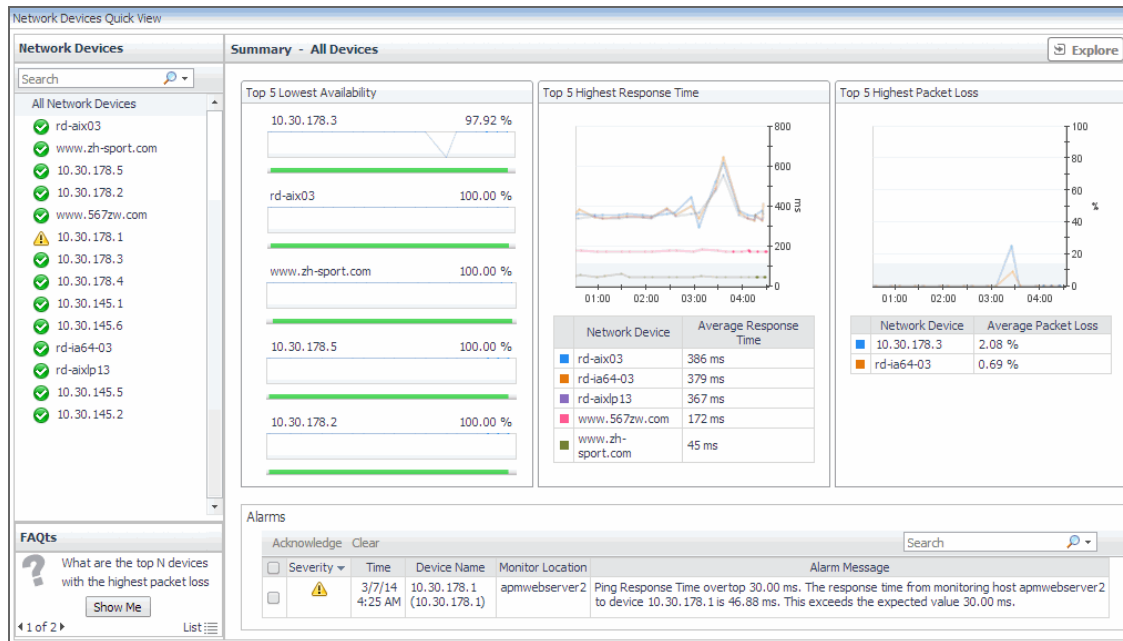 Network Devices Quick View
Network Devices
Search
All Network Devices
rd-aix03
www.zh-sport.com
10.30.178.5
10.30.178.2
www.567zw.com
10.30.178.1
10.30.178.3
10.30.178.4
10.30.145.1
10.30.145.6
rd-ia64-03
rd-aixlp13
10.30.145.5
10.30.145.2
FAQts
What are the top N devices
with the highest packet loss
Show Me
1 of 2
List
Summary - All Devices
Explore
Top 5 Lowest Availability
10.30.178.3 97.92 %
rd-aix03 100.00 %
www.zh-sport.com 100.00 %
10.30.178.5 100.00 %
10.30.178.2 100.00 %
Top 5 Highest Response Time
800
600
400
200
0
ms
01:00 02:00 03:00 04:00
Network Device Average Response
Time
rd-aix03 386 ms
rd-ia64-03 379 ms
rd-aixlp13 367 ms
www.567zw.com 172 ms
www.zh-
sport.com 45 ms
Top 5 Highest Packet Loss
100
80
60
40
20
0
%
01:00 02:00 03:00 04:00
Network Device Average Packet Loss
10.30.178.3 2.08 %
rd-ia64-03 0.69 %
Alarms
Acknowledge Clear
Search
Severity Time Device Name Monitor Location Alarm Message
3/7/14 10.30.178.1 apmwebserver2 Ping Response Time overtop 30.00 ms. The response time from monitoring host apmwebserver2
4:25 AM (10.30.178.1) to device 10.30.178.1 is 46.88 ms. This exceeds the expected value 30.00 ms.